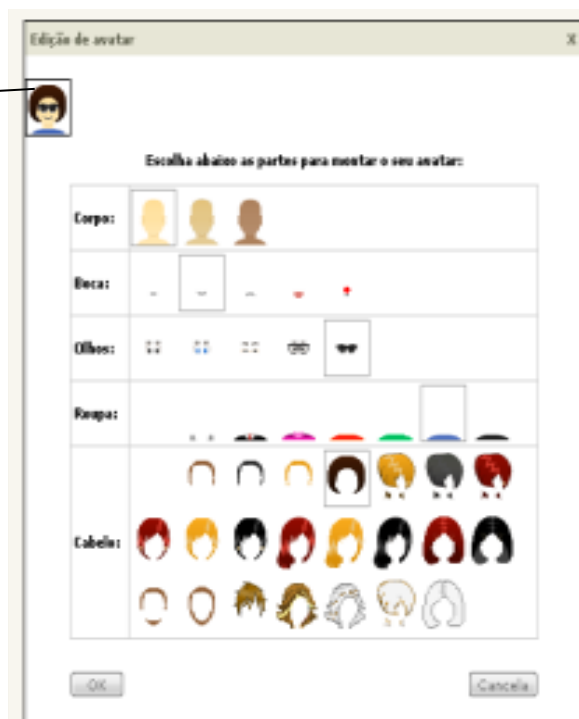 Edição de avatar X
Escolha abaixo as partes para montar o seu avatar:
Corpo:
Boca:
Olhos:
Roupa:
Cabelo:
OK Cancela